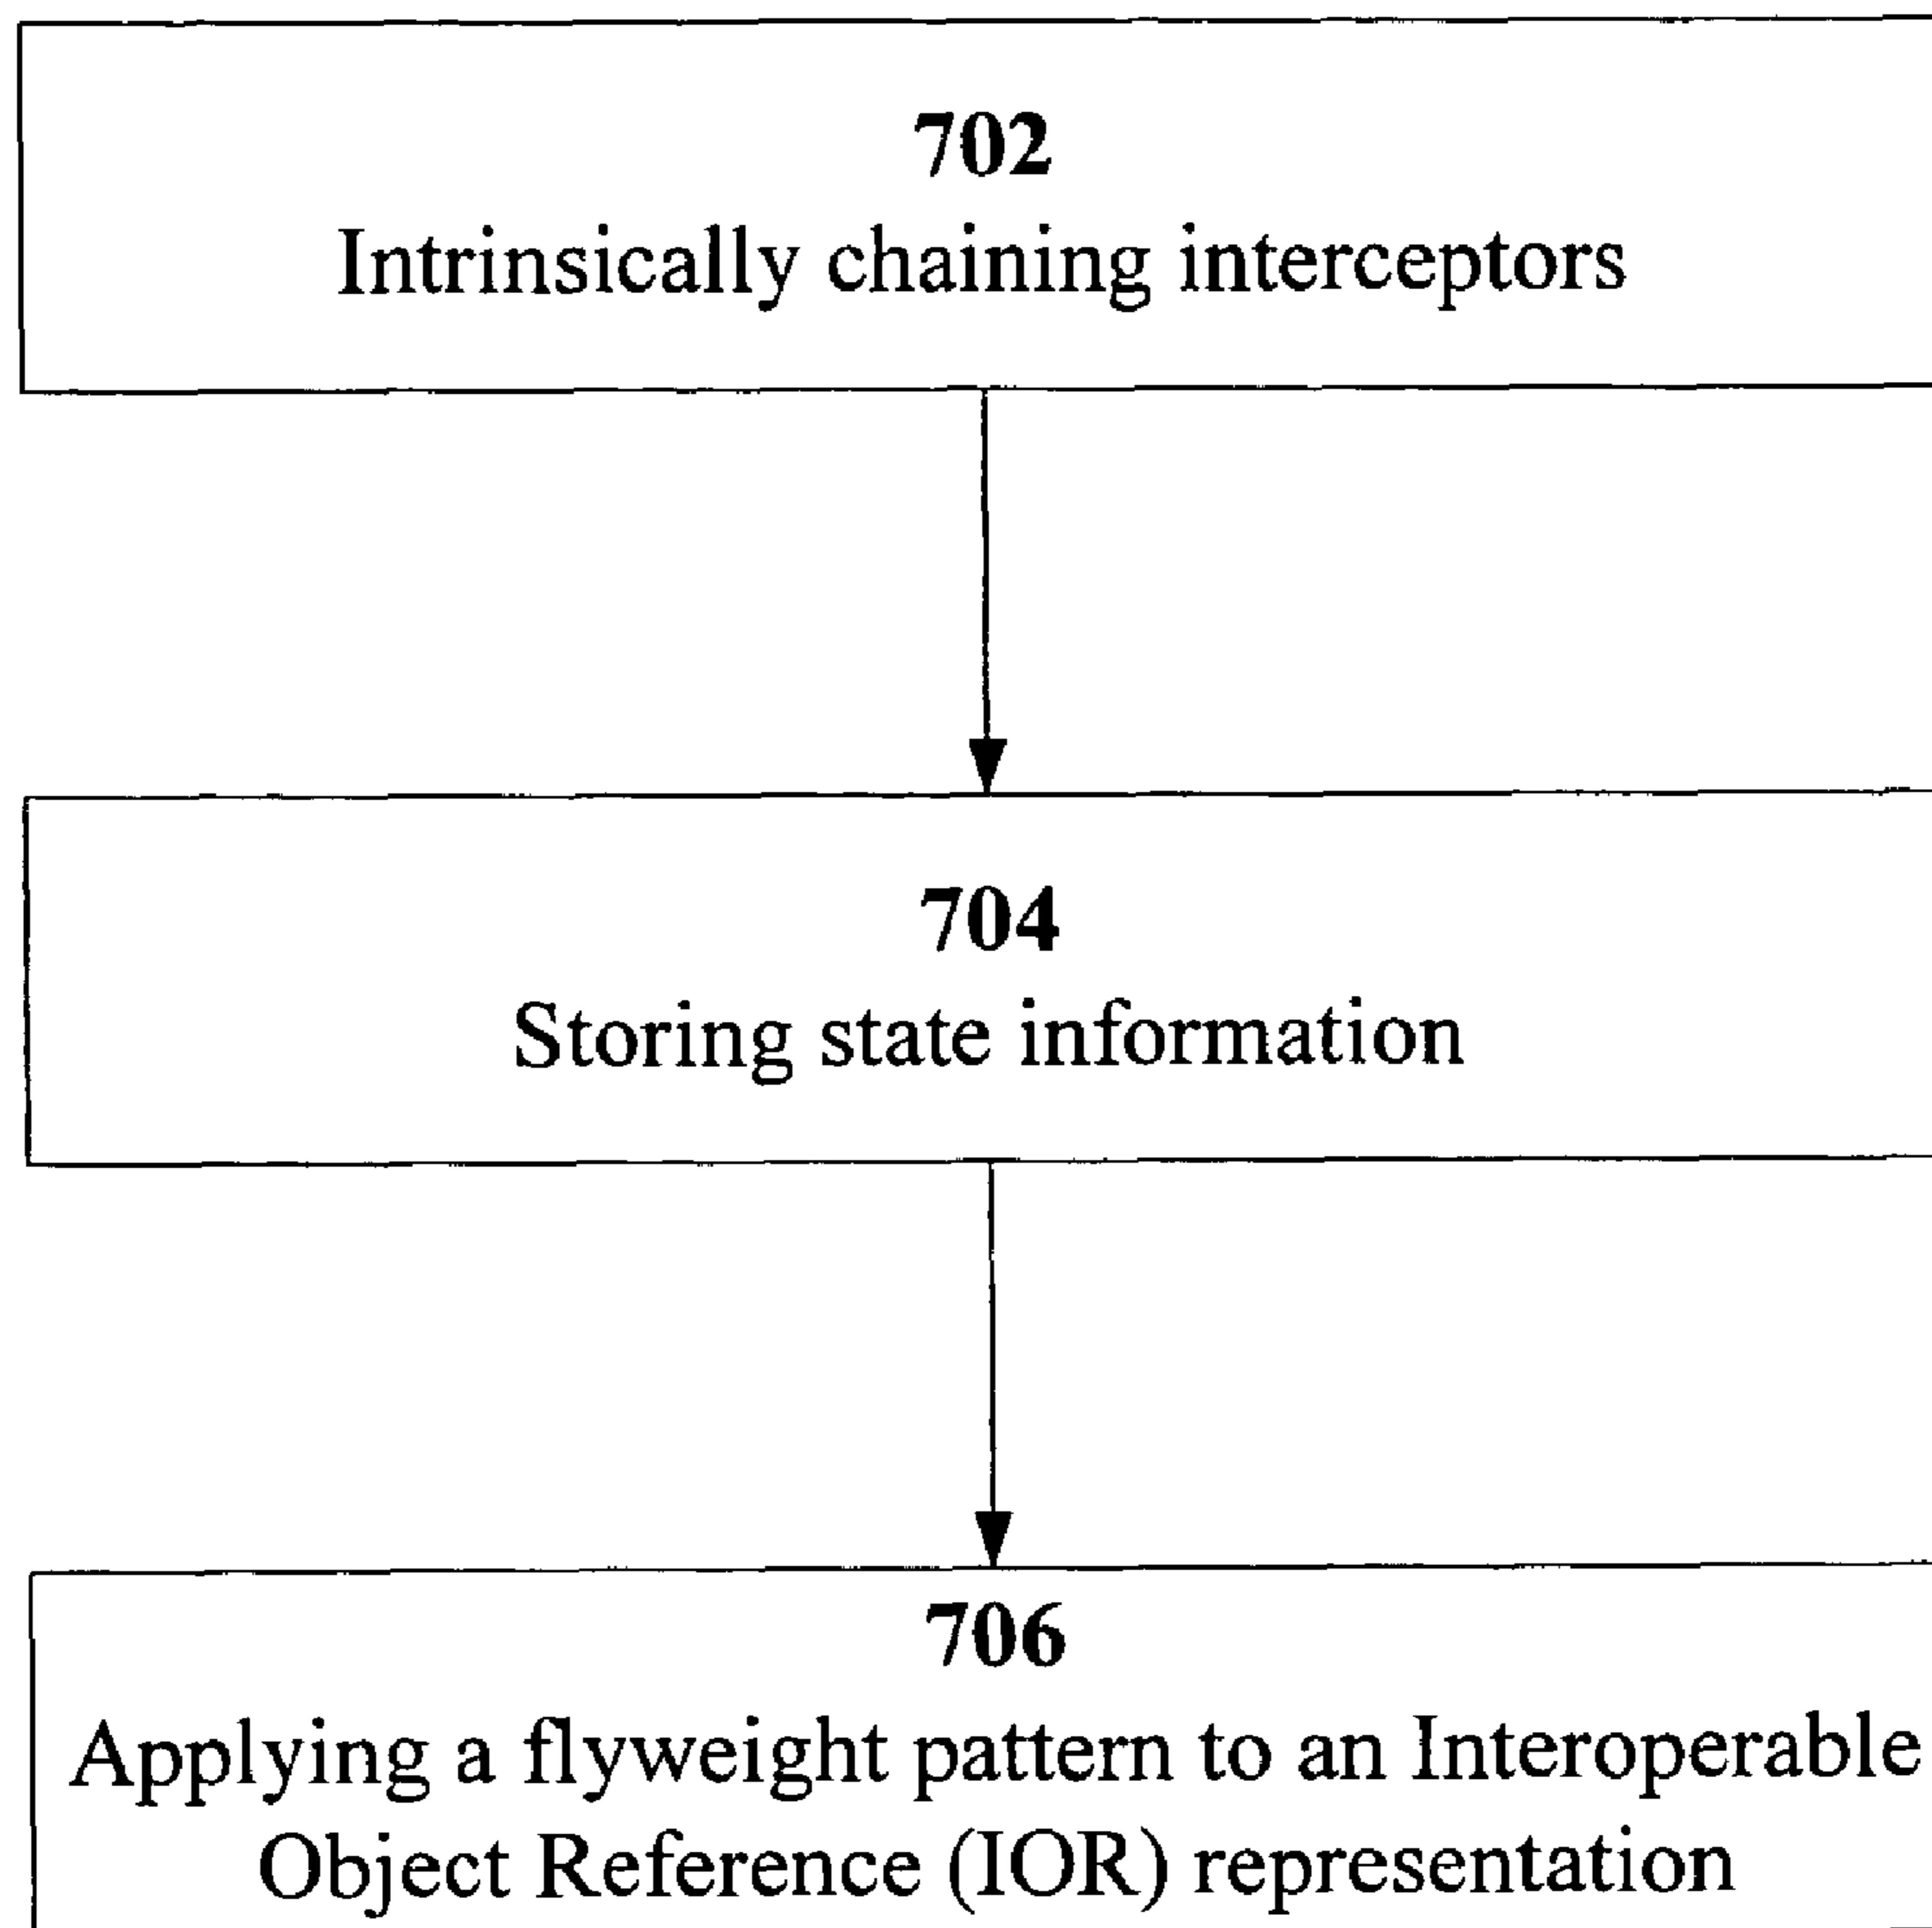 702
Intrinsically chaining interceptors
704
Storing state information
706
Applying a flyweight pattern to an Interoperable
Object Reference (IOR) representation